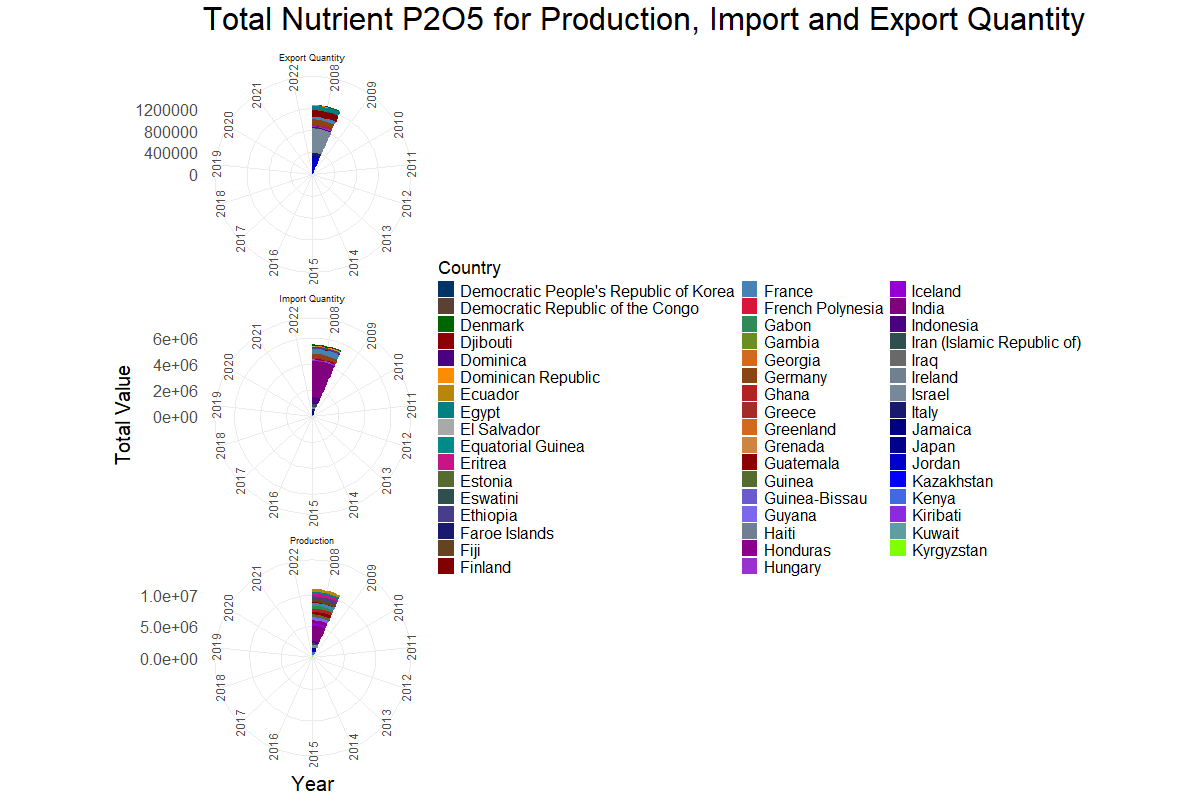 Total Nutrient P2O5 for Production, Import and Export Quantity
Export Quantity
2008
2009
2010
2011
2012
2013
2014
2015
2016
2017
2018
2019
2020
2021
2022
1200000
800000
400000
0
Import Quantity
2008
2009
2010
2011
2012
2013
2014
2015
2016
2017
2018
2019
2020
2021
2022
6e+06
4e+06
2e+06
0e+00
Production
2008
2009
2010
2011
2012
2013
2014
2015
2016
2017
2018
2019
2020
2021
2022
1.0e+07
5.0e+06
0.0e+00
Total Value
Year
Country
Democratic People's Republic of Korea
Democratic Republic of the Congo
Denmark
Djibouti
Dominica
Dominican Republic
Ecuador
Egypt
El Salvador
Equatorial Guinea
Eritrea
Estonia
Eswatini
Ethiopia
Faroe Islands
Fiji
Finland
France
French Polynesia
Gabon
Gambia
Georgia
Germany
Ghana
Greece
Greenland
Grenada
Guatemala
Guinea
Guinea-Bissau
Guyana
Haiti
Honduras
Hungary
Iceland
India
Indonesia
Iran (Islamic Republic of)
Iraq
Ireland
Israel
Italy
Jamaica
Japan
Jordan
Kazakhstan
Kenya
Kiribati
Kuwait
Kyrgyzstan